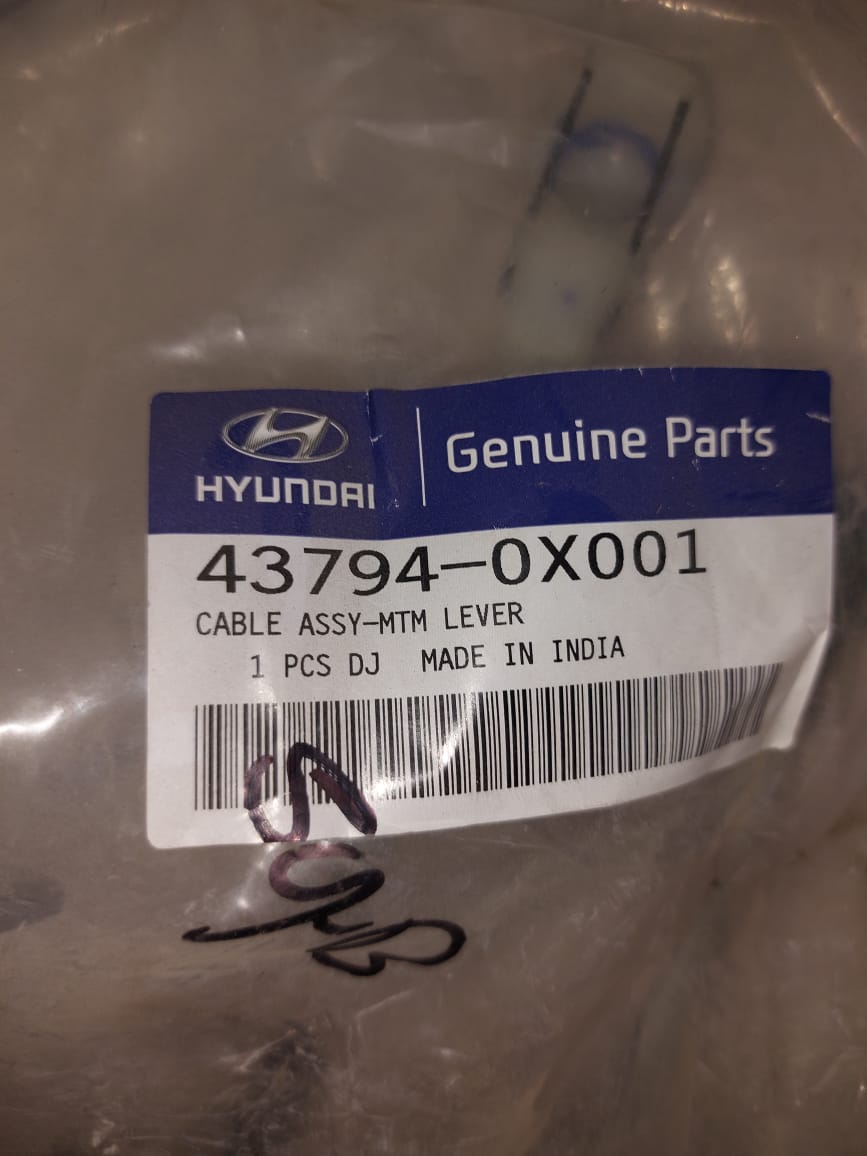 HYUNDAI
Genuine Parts
43794-0X001
CABLE ASSY-MTM LEVER
1 PCS DJ MADE IN INDIA